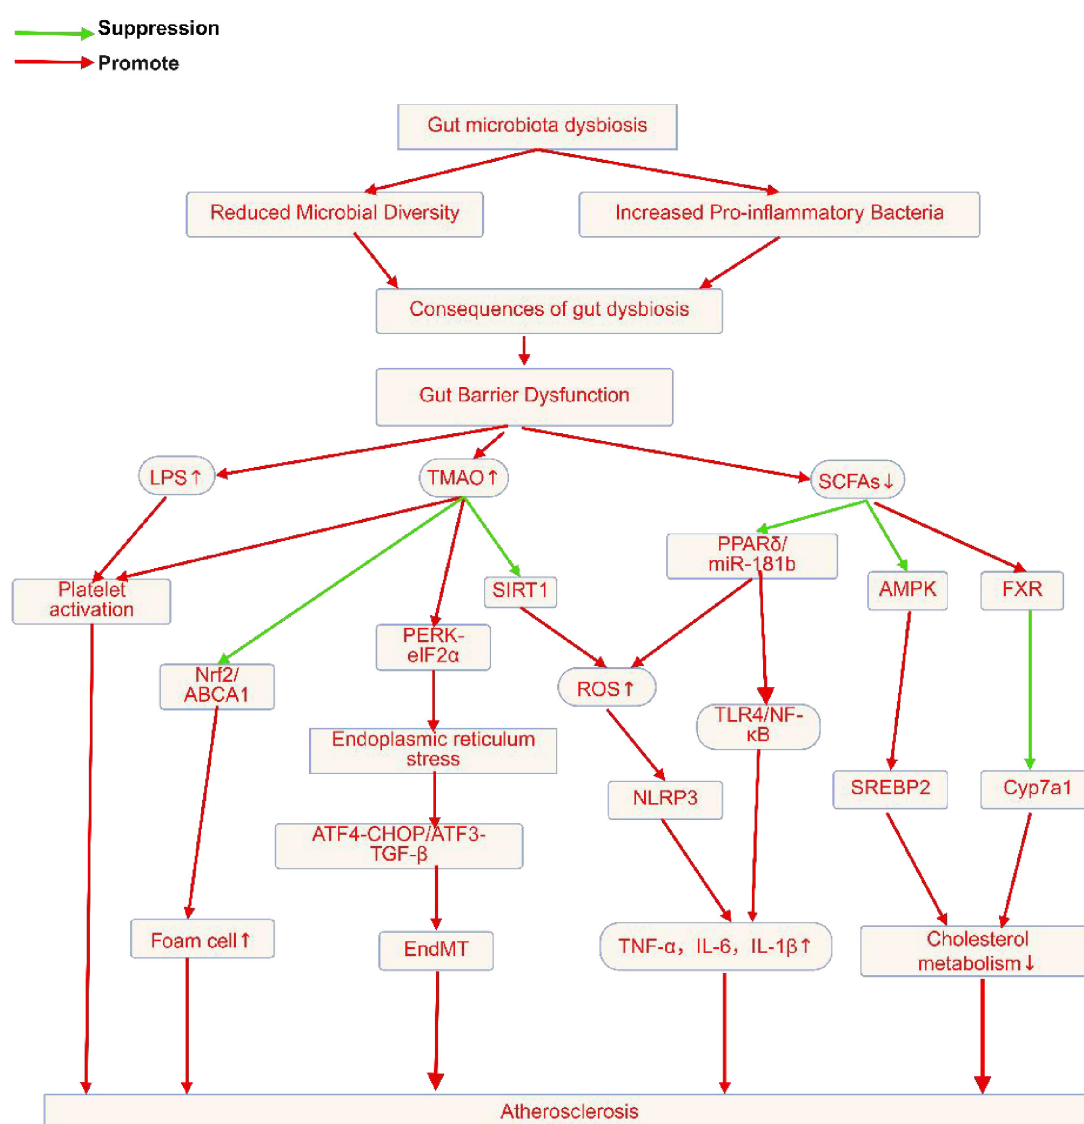 Suppression
Promote
Gut microbiota dysbiosis
Reduced Microbial Diversity
Increased Pro-inflammatory Bacteria
Consequences of gut dysbiosis
Gut Barrier Dysfunction
LPS↑
TMAO↑
SCFAs↓
Platelet
activation
SIRT1
PPARδ/
miR-181b
AMPK
FXR
Nrf2/
ABCA1
PERK-
eIF2α
ROS↑
TLR4/NF-
κB
Endoplasmic reticulum
stress
NLRP3
SREBP2
Cyp7a1
ATF4-CHOP/ATF3-
TGF-β
Foam cell↑
EndMT
TNF-α, IL-6, IL-1β↑
Cholesterol
metabolism↓
Atherosclerosis